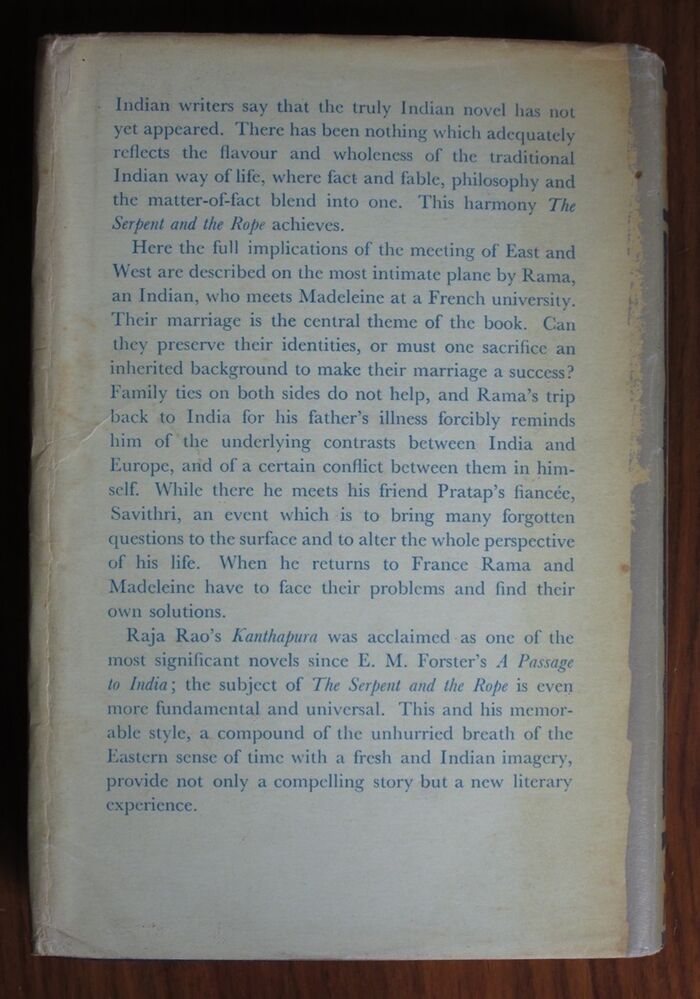 Indian writers say that the truly Indian novel has not
yet appeared. There has been nothing which adequately
reflects the flavour and wholeness of the traditional
Indian way of life, where fact and fable, philosophy and
the matter-of-fact blend into one. This harmony The
Serpent and the Rope achieves.
Here the full implications of the meeting of East and
West are described on the most intimate plane by Rama,
an Indian, who meets Madeleine at a French university.
Their marriage is the central theme of the book. Can
they preserve their identities, or must one sacrifice an
inherited background to make their marriage a success?
Family ties on both sides do not help, and Rama's trip
back to India for his father's illness forcibly reminds
him of the underlying contrasts between India and
Europe, and of a certain conflict between them in him-
self. While there he meets his friend Pratap's fiancée,
Savithri, an event which is to bring many forgotten
questions to the surface and to alter the whole perspective
of his life. When he returns to France Rama and
Madeleine have to face their problems and find their
own solutions.
Raja Rao's Kanthapura was acclaimed as one of the
most significant novels since E. M. Forster's A Passage
to India; the subject of The Serpent and the Rope is even
more fundamental and universal. This and his memor-
able style, a compound of the unhurried breath of the
Eastern sense of time with a fresh and Indian imagery,
provide not only a compelling story but a new literary
experience.